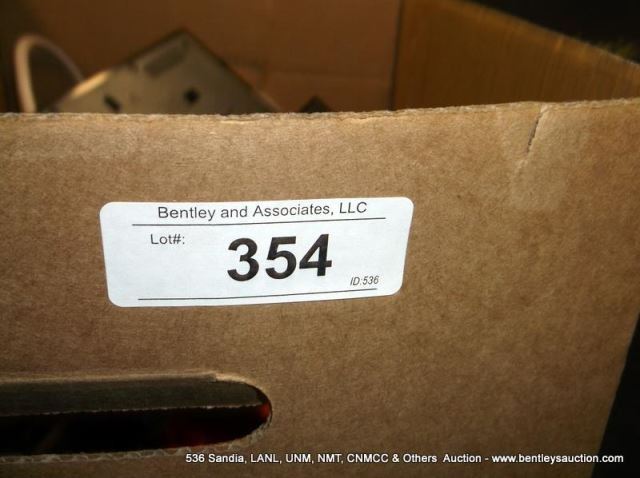 Bentley and Associates, LLC
Lot#:
354
ID:536
536 Sandia, LANL, UNM, NMT, CNMCC & Others Auction - www.bentleysauction.com